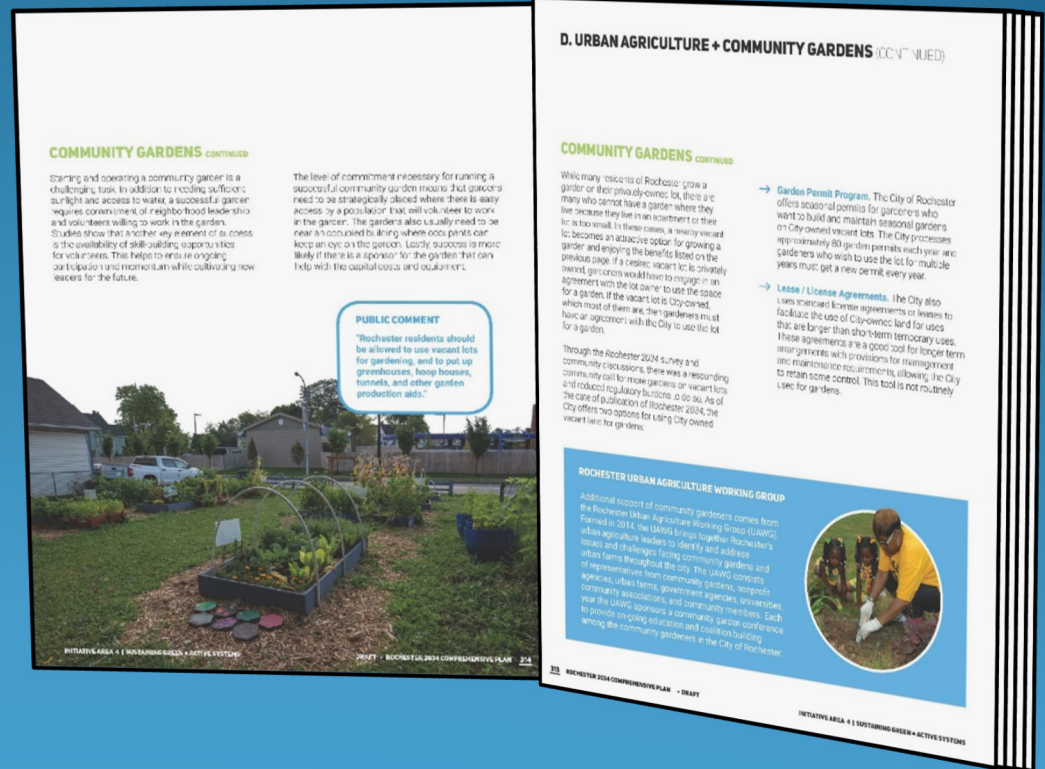 COMMUNITY GARDENS CONTINUED
Starting and operating a community garden is a
challenging task. In addition to needing sufficient
sunlight and access to water, a successful garden
requires commitment of neighborhood leadership
and volunteers willing to work in the garden.
Studies show that another key element of success
is the availability of skill-building opportunities
for volunteers. This helps to ensure ongoing
participation and momentum while cultivating new
leaders for the future.
The level of commitment necessary for running a
successful community garden means that gardens
need to be strategically placed where there is easy
access by a population that will volunteer to work
in the garden. The gardens also usually need to be
near an occupied building where occupants can
keep an eye on the garden. Lastly, success is more
likely if there is a sponsor for the garden that can
help with the capital costs and equipment.
PUBLIC COMMENT
"Rochester residents should
be allowed to use vacant lots
for gardening, and to put up
greenhouses, hoop houses,
tunnels, and other garden
production aids."
INITIATIVE AREA 4 | SUSTAINING GREEN + ACTIVE SYSTEMS
DRAFT - ROCHESTER 2034 COMPREHENSIVE PLAN 314
D. URBAN AGRICULTURE + COMMUNITY GARDENS (CONTINUED)
COMMUNITY GARDENS CONTINUED
While many residents of Rochester grow a
garden on their privately-owned lot, there are
many who cannot have a garden where they
live because they live in an apartment or their
lot is too small. In these cases, a nearby vacant
lot becomes an attractive option for growing a
garden and enjoying the benefits listed on the
previous page. If a desired vacant lot is privately
owned, gardeners would have to engage in an
agreement with the lot owner to use the space
for a garden. If the vacant lot is City-owned,
which most of them are, then gardeners must
have an agreement with the City to use the lot
for a garden.
Through the Rochester 2034 survey and
community discussions, there was a resounding
community call for more gardens on vacant lots
and reduced regulatory burdens to do so. As of
the date of publication of Rochester 2034, the
City offers two options for using City owned
vacant land for gardens:
→ Garden Permit Program. The City of Rochester
offers seasonal permits for gardeners who
want to build and maintain seasonal gardens
on City-owned vacant lots. The City processes
approximately 80 garden permits each year and
gardeners who wish to use the lot for multiple
years must get a new permit every year.
→ Lease / License Agreements. The City also
uses standard license agreements or leases to
facilitate the use of City-owned land for uses
that are longer than short-term temporary uses.
These agreements are a good tool for longer term
arrangements with provisions for management
and maintenance requirements, allowing the City
to retain some control. This tool is not routinely
used for gardens.
ROCHESTER URBAN AGRICULTURE WORKING GROUP
Additional support of community gardeners comes from
the Rochester Urban Agriculture Working Group (UAWG).
Formed in 2014, the UAWG brings together Rochester's
urban agriculture leaders to identify and address
issues and challenges facing community gardens and
urban farms throughout the city. The UAWG consists
of representatives from community gardens, nonprofit
agencies, urban farms, government agencies, universities,
community associations, and community members. Each
year the UAWG sponsors a community garden conference
to provide on-going education and coalition building
among the community gardeners in the City of Rochester
313 ROCHESTER 2034 COMPREHENSIVE PLAN - DRAFT
INITIATIVE AREA 4 | SUSTAINING GREEN + ACTIVE SYSTEMS